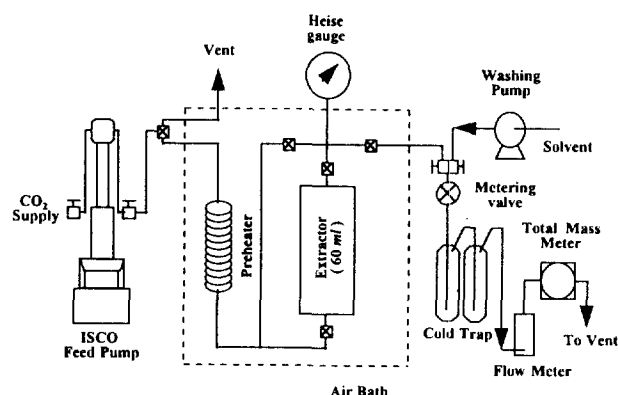 Heise
gauge
Vent
Washing
Pump
Solvent
CO2
Supply
Metering
valve
Preheater
Extractor
(60 ml)
Total Mass
Meter
Cold Trap
To Vent
ISCO
Feed Pump
Flow Meter
Air Bath